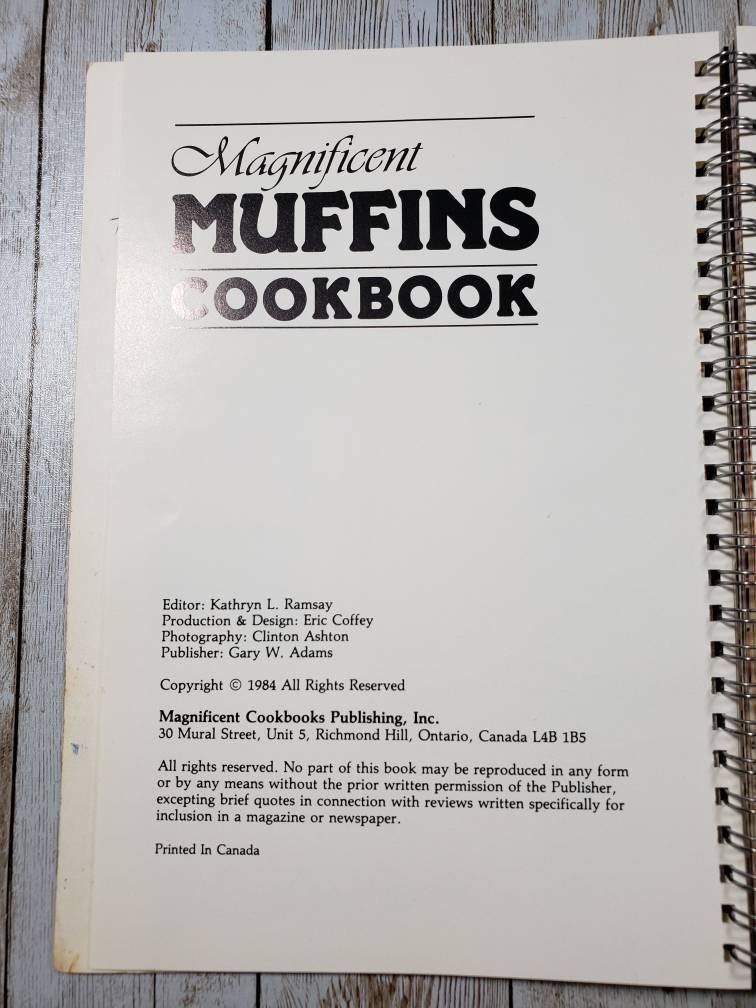 Magnificent
MUFFINS
COOKBOOK
Editor: Kathryn L. Ramsay
Production & Design: Eric Coffey
Photography: Clinton Ashton
Publisher: Gary W. Adams
Copyright © 1984 All Rights Reserved
Magnificent Cookbooks Publishing, Inc.
30 Mural Street, Unit 5, Richmond Hill, Ontario, Canada L4B 1B5
All rights reserved. No part of this book may be reproduced in any form
or by any means without the prior written permission of the Publisher,
excepting brief quotes in connection with reviews written specifically for
inclusion in a magazine or newspaper.
Printed In Canada